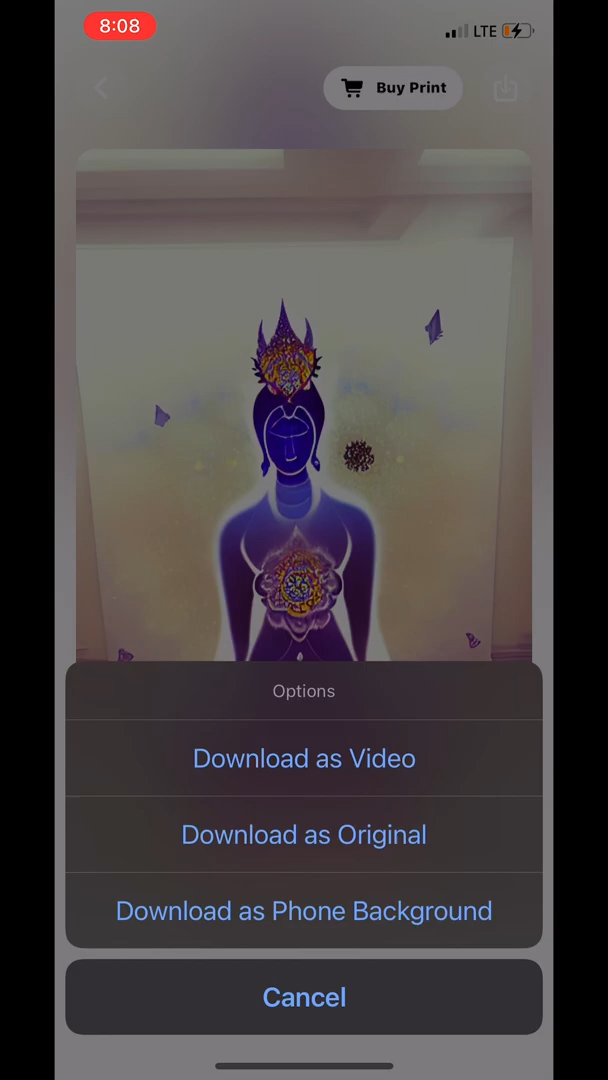 8:08
LTE
Buy Print
Options
Download as Video
Download as Original
Download as Phone Background
Cancel